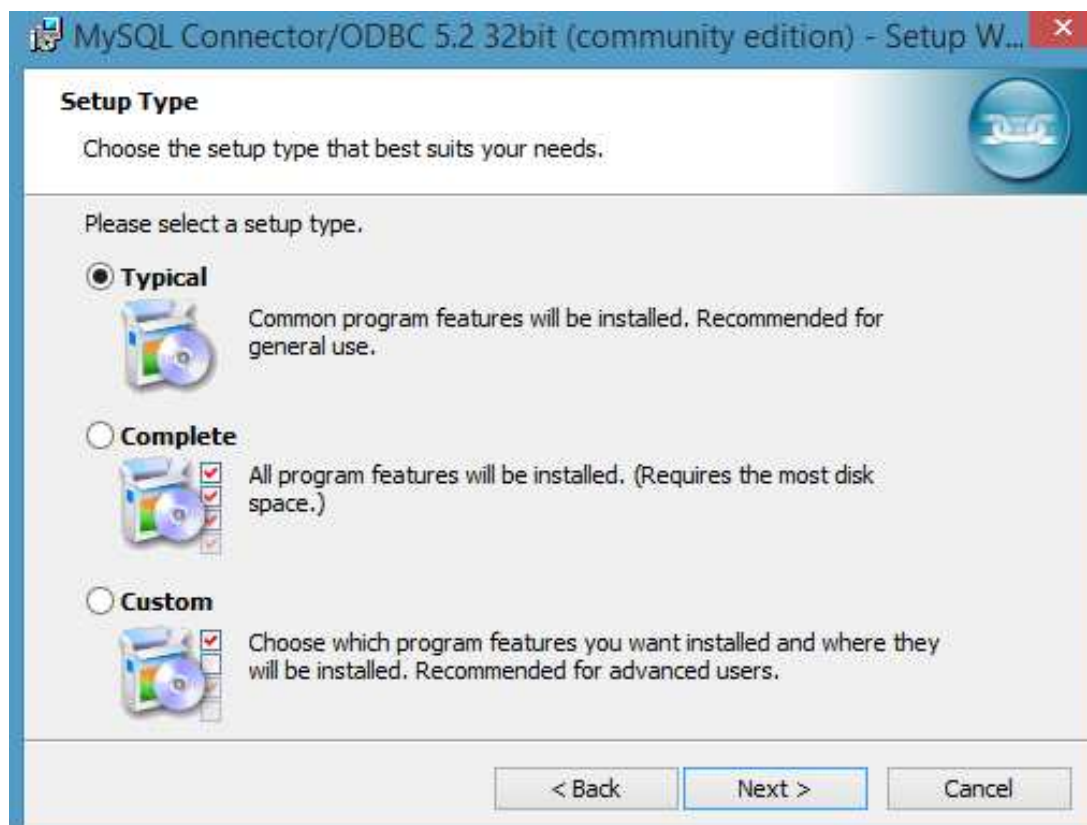 MySQL Connector/ODBC 5.2 32bit (community edition) - Setup W...
Setup Type
Choose the setup type that best suits your needs.
Please select a setup type.
Typical
Common program features will be installed. Recommended for
general use.
Complete
All program features will be installed. (Requires the most disk
space.)
Custom
Choose which program features you want installed and where they
will be installed. Recommended for advanced users.
< Back
Next >
Cancel